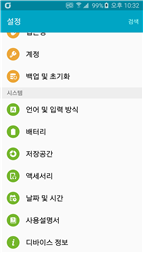 99% 오후 10:32
설정 검색
계정
백업 및 초기화
시스템
언어 및 입력 방식
배터리
저장공간
액세서리
날짜 및 시간
사용설명서
디바이스 정보